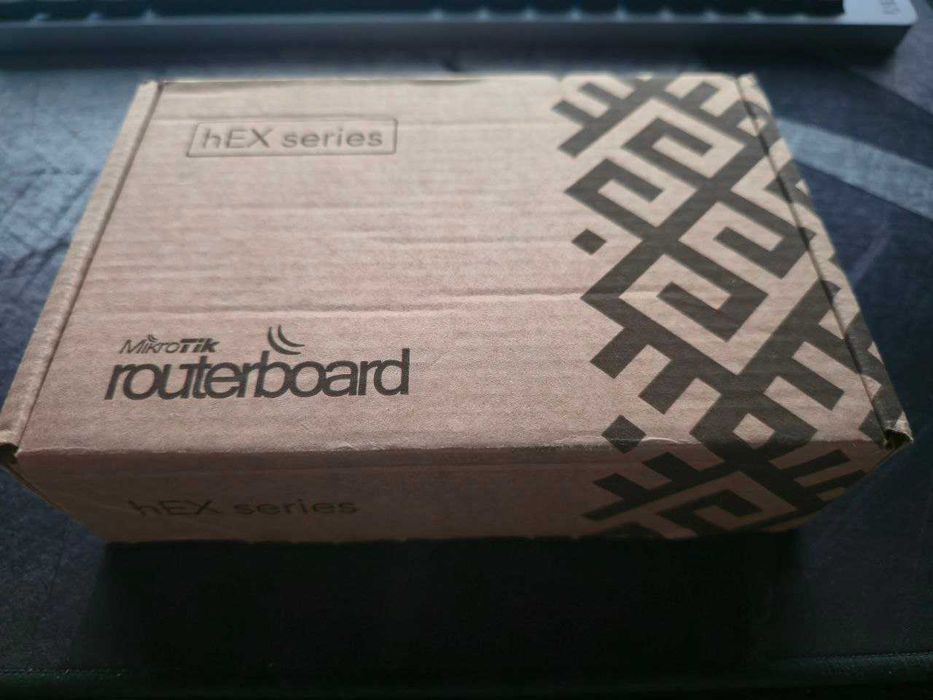 hEX series
MikroTik
routerboard
hEX series